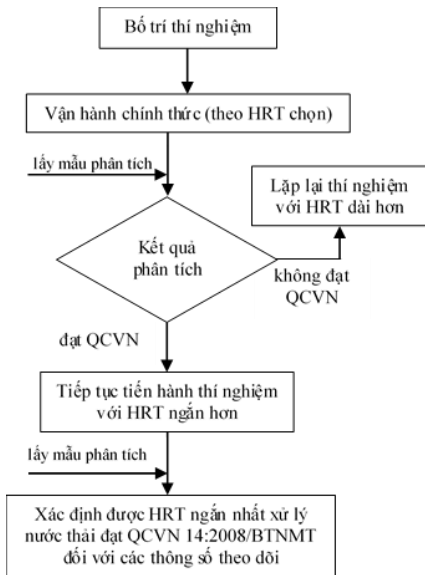 Bố trí thí nghiệm
Vận hành chính thức (theo HRT chọn)
lấy mẫu phân tích
Lặp lại thí nghiệm
với HRT dài hơn
Kết quả
phân tích
không đạt
QCVN
đạt QCVN
Tiếp tục tiến hành thí nghiệm
với HRT ngắn hơn
lấy mẫu phân tích
Xác định được HRT ngắn nhất xử lý
nước thải đạt QCVN 14:2008/BTNMT
đối với các thông số theo dõi